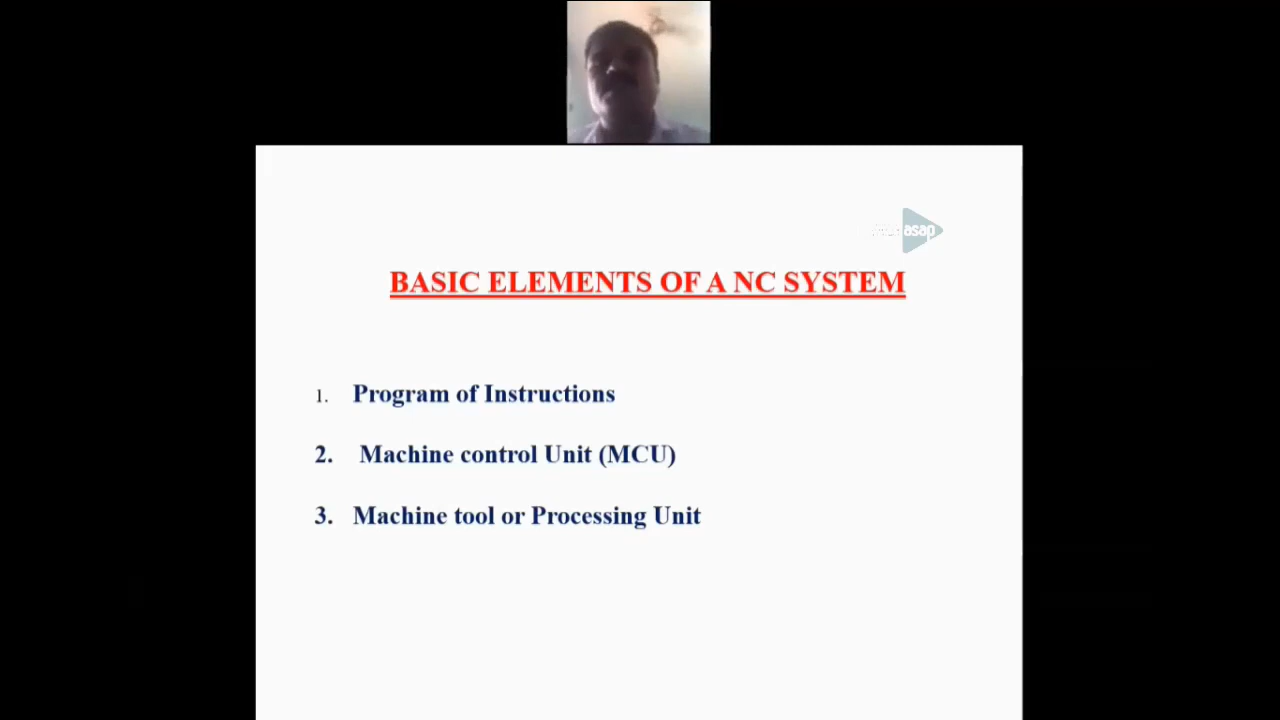 asap
BASIC ELEMENTS OF A NC SYSTEM
1. Program of Instructions
2. Machine control Unit (MCU)
3. Machine tool or Processing Unit